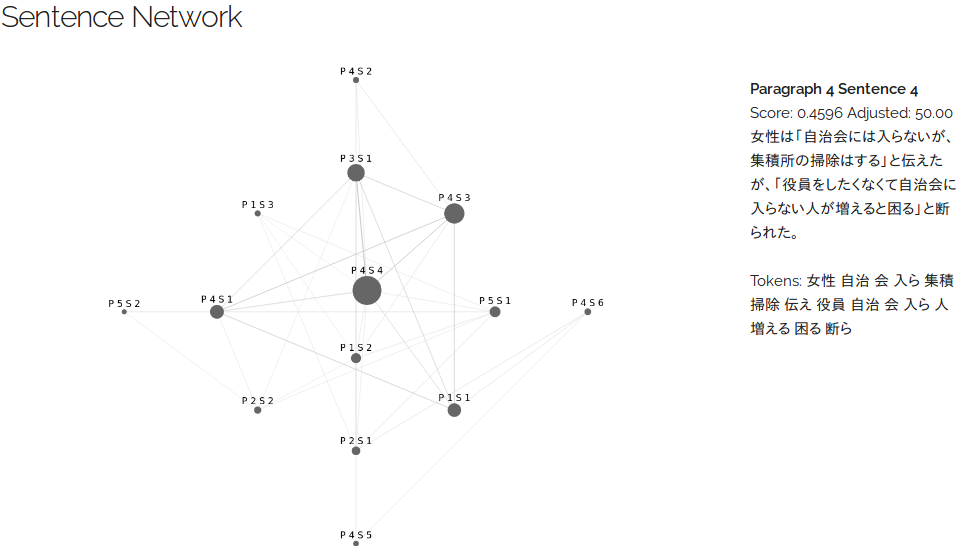 Sentence Network
P4S2
P3S1
P4S3
P1S3
P4S4
P5S2
P4S1
P5S1
P4S6
P1S2
P2S2
P1S1
P2S1
P4S5
Paragraph 4 Sentence 4
Score: 0.4596 Adjusted: 50.00
女性は「自治会には入らないが、
集積所の掃除はする」と伝えた
が、「役員をしたくなくて自治会に
入らない人が増えると困る」と断
られた。
Tokens: 女性 自治 会 入ら 集積
掃除 伝え 役員 自治 会 入ら 人
増える 困る 断ら